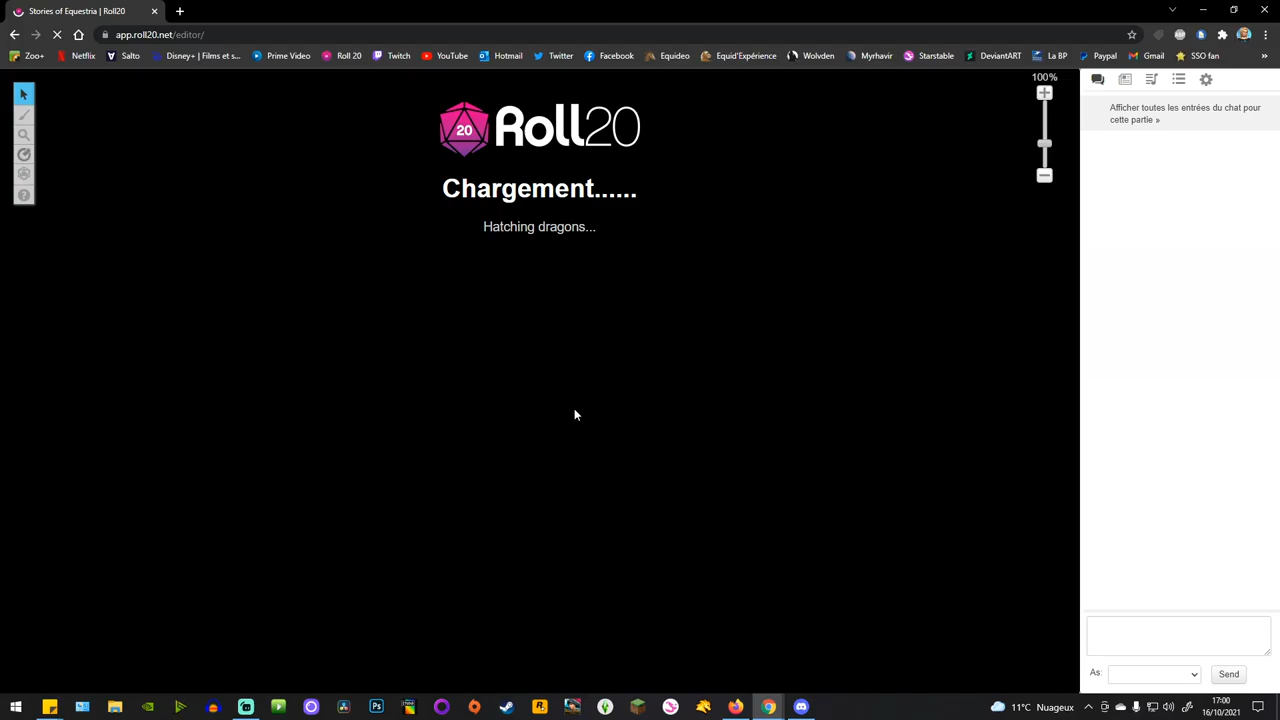 Stories of Equestria | Roll20
app.roll20.net/editor/
Zoo+ Netflix Salto Disney+ | Films et s... Prime Video Roll 20 Twitch YouTube Hotmail Twitter Facebook Equideo Equid'Expérience Wolvden Myrhavir Starstable DeviantART La BP Paypal Gmail SSO fan »
100%
20 Roll20
Chargement......
Hatching dragons...
Afficher toutes les entrées du chat pour
cette partie »
As:
Send
11°C Nuageux
17:00
16/10/2021